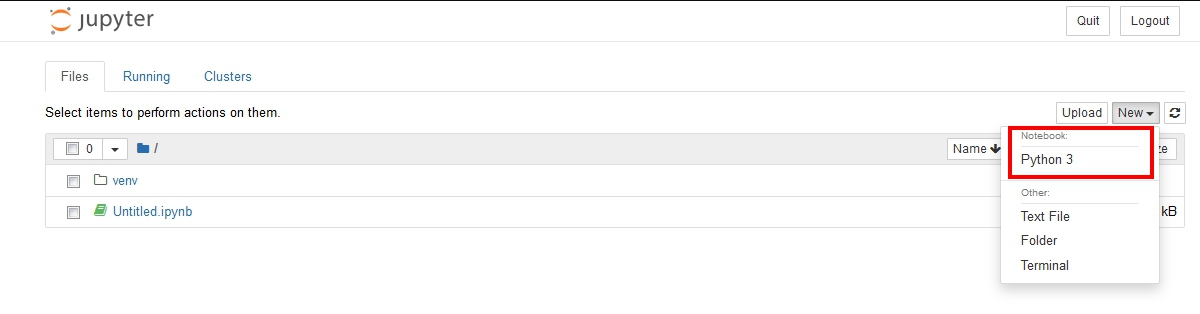 jupyter
Quit
Logout
Files
Running
Clusters
Select items to perform actions on them.
Upload
New
0
/
Name
ze
Notebook:
Python 3
venv
Other:
Untitled.ipynb
kB
Text File
Folder
Terminal